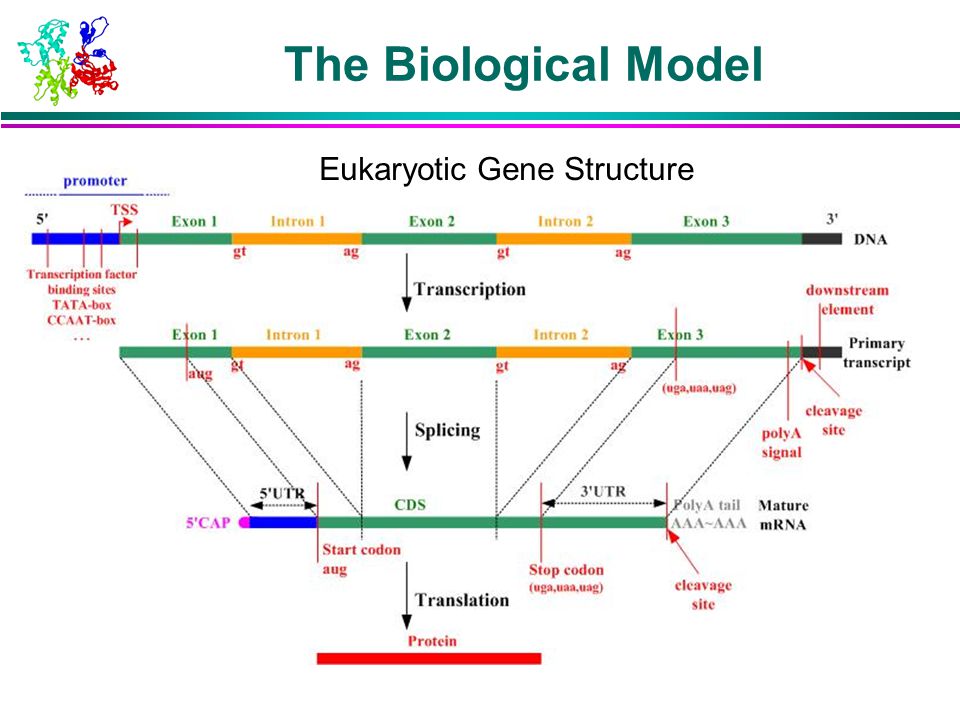 The Biological Model
Eukaryotic Gene Structure
promoter
5'
TSS
Exon 1
Intron 1
Exon 2
Intron 2
Exon 3
3'
DNA
gt
ag
gt
ag
Transcription factor
binding sites
TATA-box
CCAAT-box
...
Transcription
downstream
element
Exon 1
Intron 1
Exon 2
Intron 2
Exon 3
Primary
transcript
aug
gt
ag
gt
ag
(uga,uaa,uag)
cleavage
site
polyA
signal
Splicing
5'UTR
CDS
3'UTR
PolyA tail
AAA~AAA
Mature
mRNA
5'CAP
Start codon
aug
Stop codon
(uga,uaa,uag)
cleavage
site
Translation
Protein